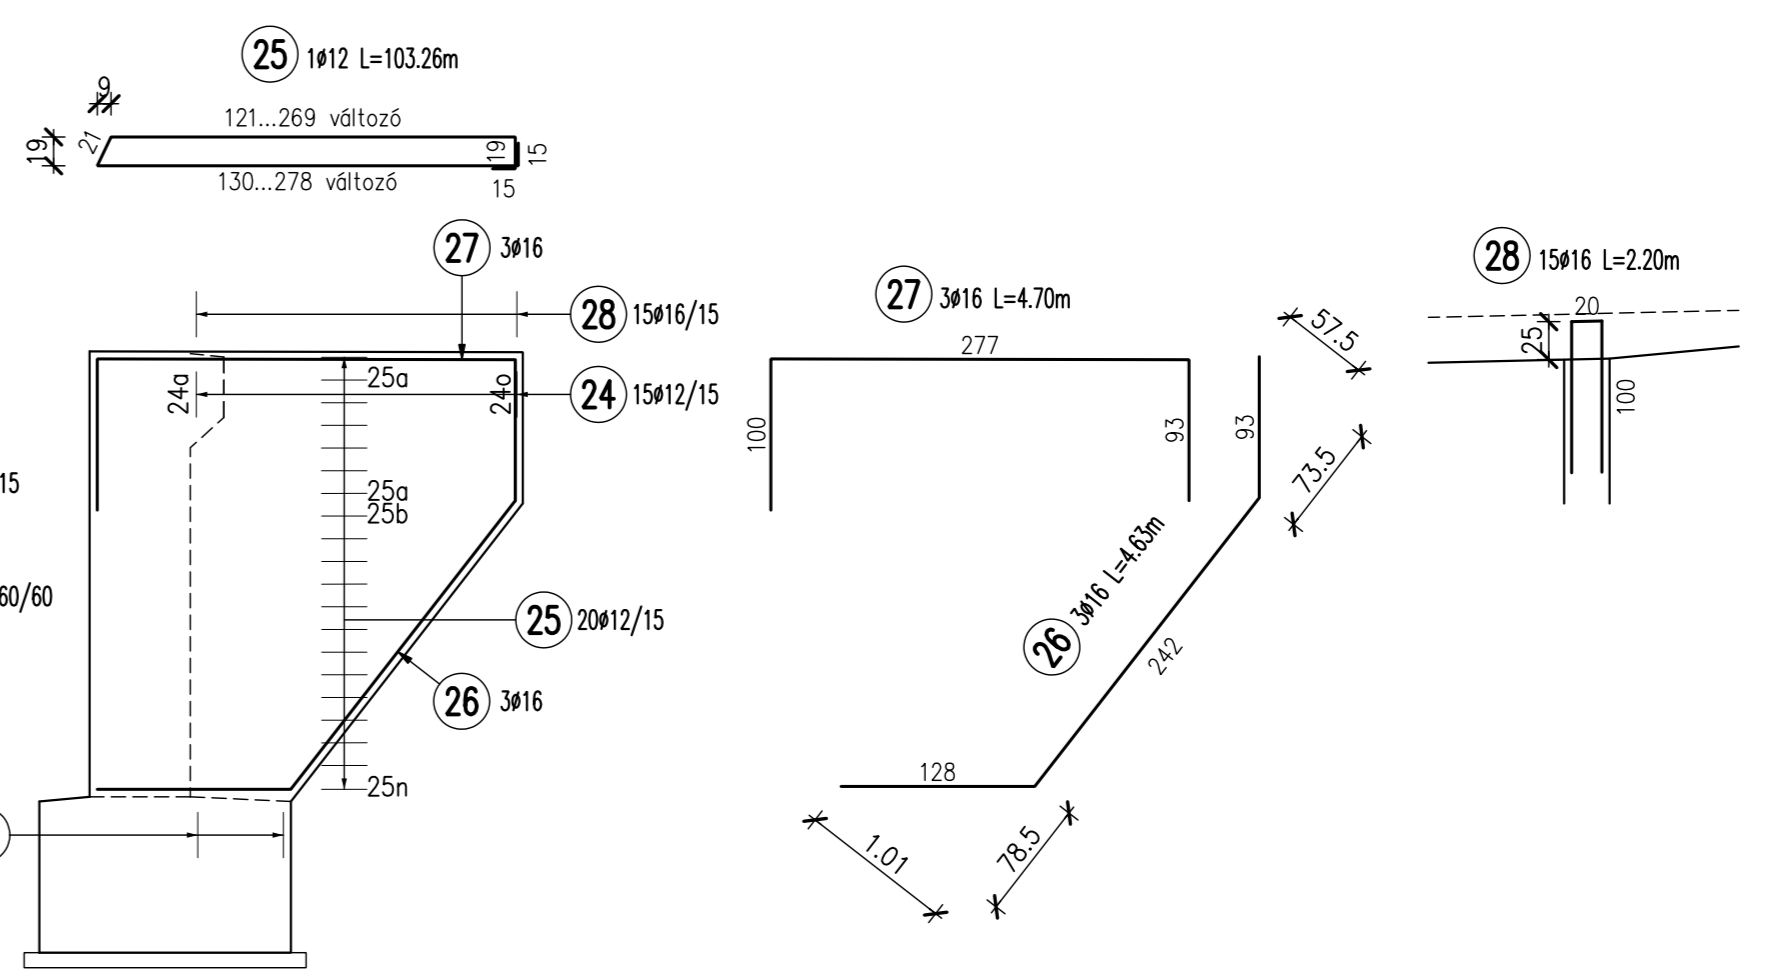 25 1ø12 L=103.26m
9
121...269 változó
19
21
19
15
130...278 változó
15
27 3ø16
28 15ø16/15
24a
25a
24o
24 15ø12/15
15
25a
25b
60/60
25 20ø12/15
26 3ø16
25n
27 3ø16 L=4.70m
277
100
93
93
57.5
73.5
26 3ø16 L=4.63m
242
128
1.01
78.5
28 15ø16 L=2.20m
20
25
100